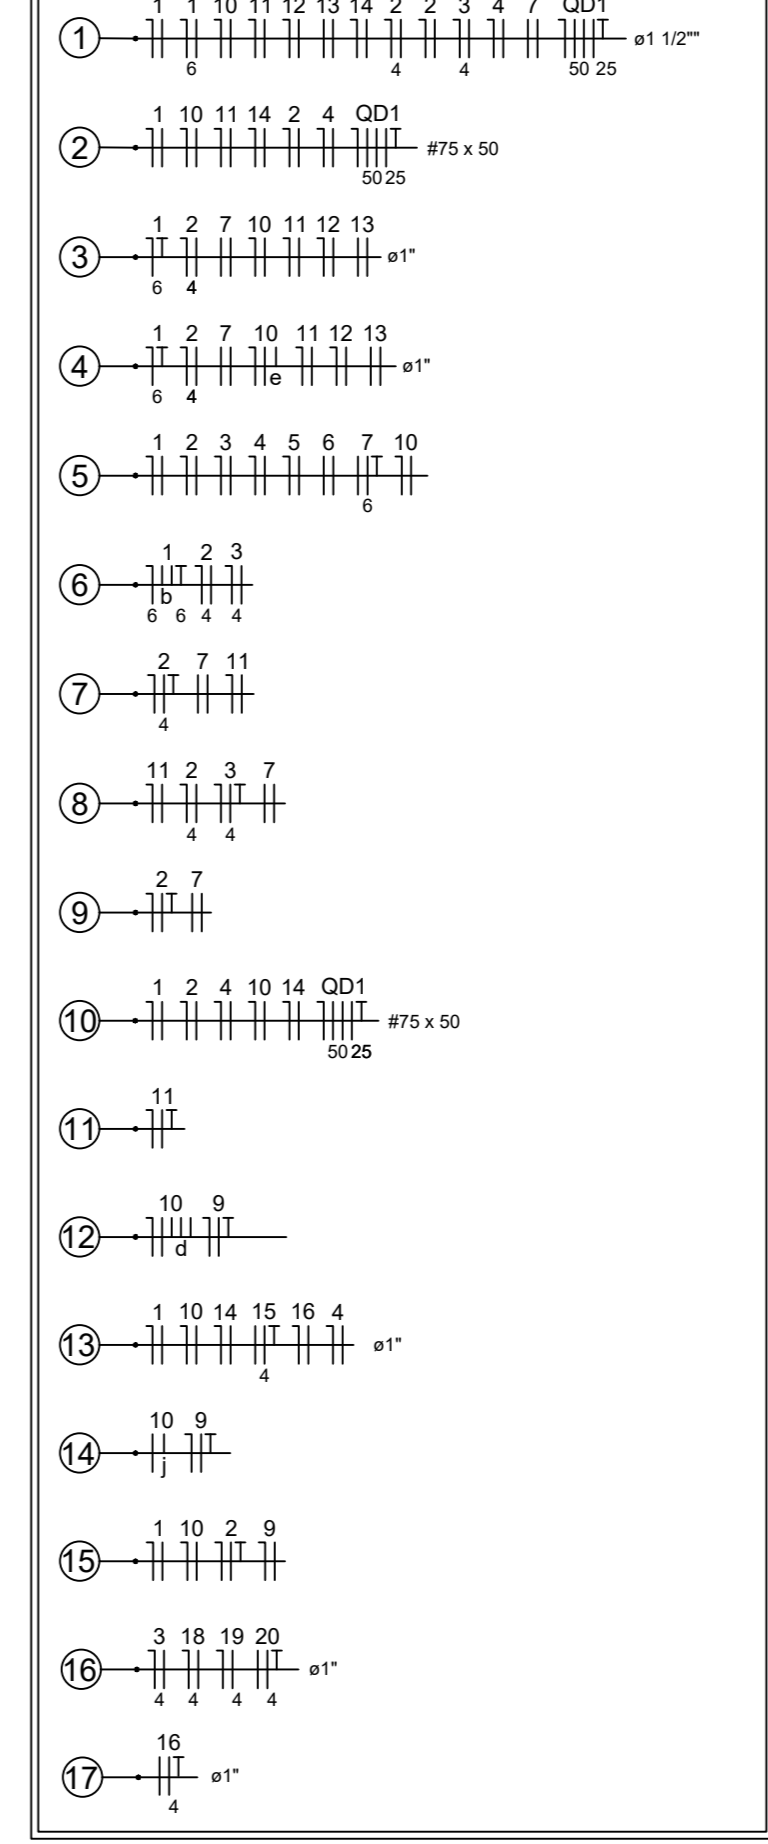 1 1 10 11 12 13 14 2 2 3 4 7 QD1
1 ø1 1/2""
6 4 4 50 25
1 10 11 14 2 4 QD1
2 #75 x 50
50 25
1 2 7 10 11 12 13
3 ø1"
6 4
1 2 7 10 11 12 13
4 ø1"
e
6 4
1 2 3 4 5 6 7 10
5
6
1 2 3
6
b
6 6 4 4
2 7 11
7
4
11 2 3 7
8
4 4
2 7
9
1 2 4 10 14 QD1
10 #75 x 50
50 25
11
11
10 9
12
d
1 10 14 15 16 4
13 ø1"
4
10 9
14
j
1 10 2 9
15
3 18 19 20
16 ø1"
4 4 4 4
16
17 ø1"
4